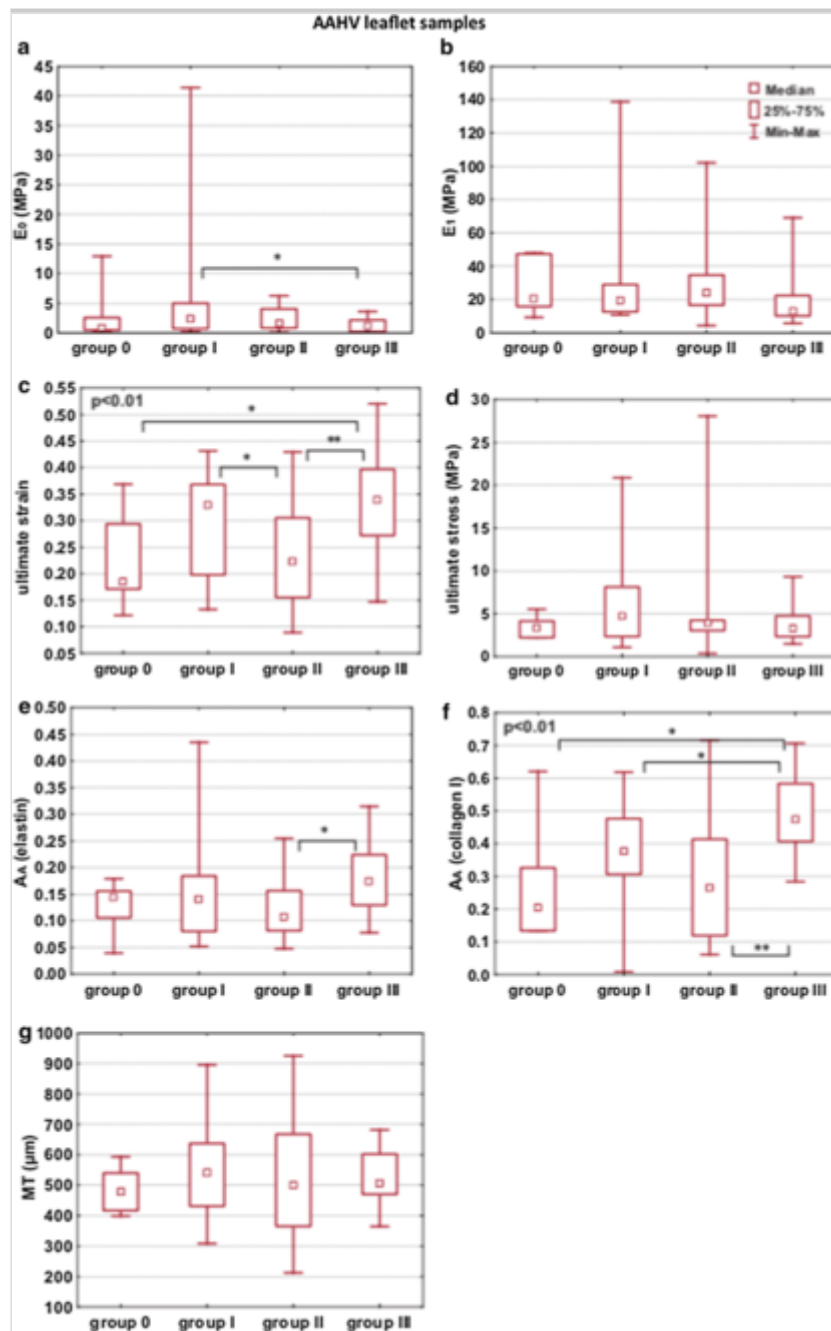 AAHV leaflet samples
a
45
40
35
30
25
20
15
10
5
0
E₀ (MPa)
*
group 0 group I group II group III
b
160
140
120
100
80
60
40
20
0
E₁ (MPa)
Median
25%-75%
Min-Max
group 0 group I group II group III
c
0.55
0.50
0.45
0.40
0.35
0.30
0.25
0.20
0.15
0.10
0.05
ultimate strain
p<0.01
*
*
**
group 0 group I group II group III
d
30
25
20
15
10
5
0
ultimate stress (MPa)
group 0 group I group II group III
e
0.50
0.45
0.40
0.35
0.30
0.25
0.20
0.15
0.10
0.05
0.00
Aᴀ (elastin)
*
group 0 group I group II group III
f
0.8
0.7
0.6
0.5
0.4
0.3
0.2
0.1
0.0
Aᴀ (collagen I)
p<0.01
*
*
**
group 0 group I group II group III
g
1000
900
800
700
600
500
400
300
200
100
MT (µm)
group 0 group I group II group III